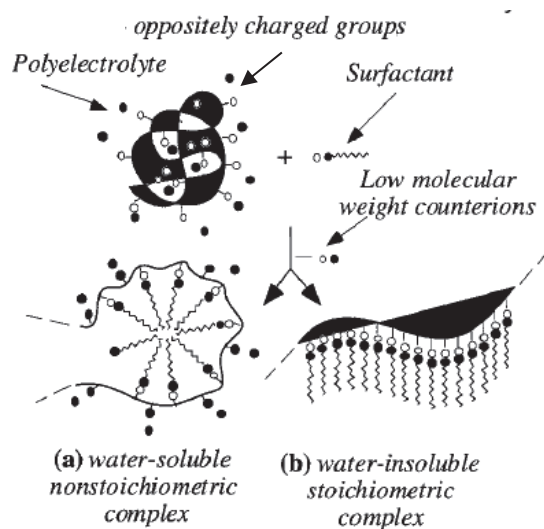 oppositely charged groups
Polyelectrolyte
Surfactant
+
Low molecular
weight counterions
(a) water-soluble
nonstoichiometric
complex
(b) water-insoluble
stoichiometric
complex